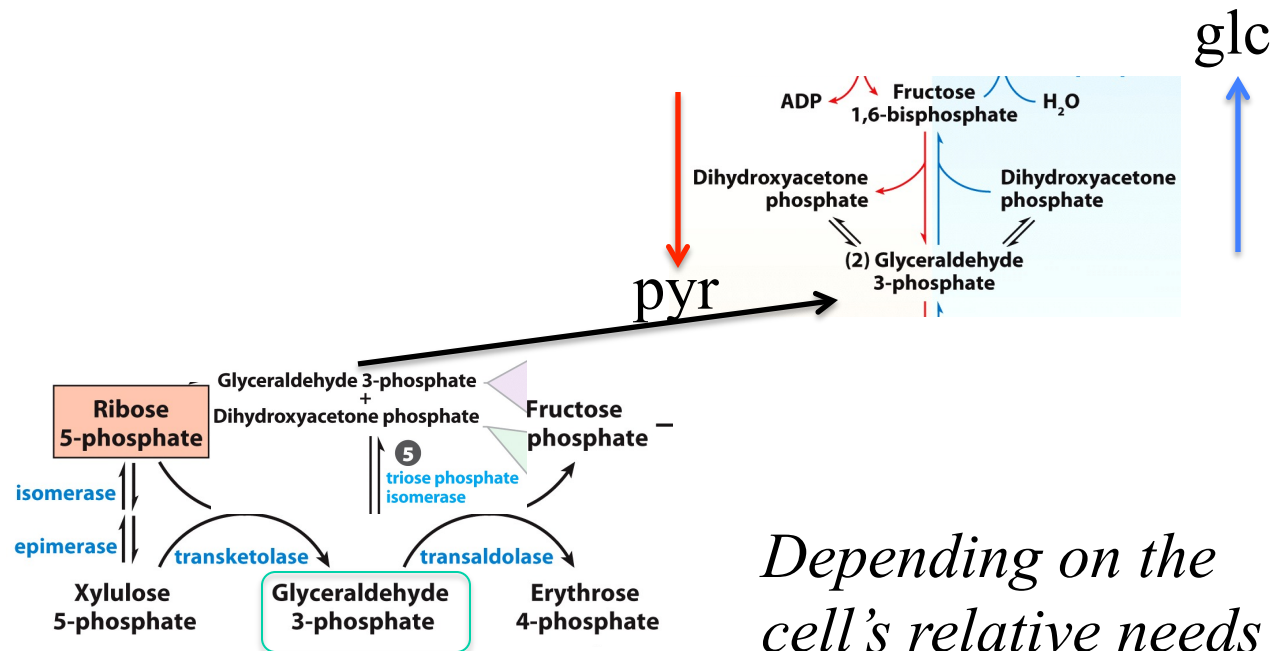 glc
ADP
Fructose
1,6-bisphosphate
H₂O
Dihydroxyacetone
phosphate
Dihydroxyacetone
phosphate
(2) Glyceraldehyde
3-phosphate
pyr
Glyceraldehyde 3-phosphate
+
Dihydroxyacetone phosphate
Ribose
5-phosphate
Fructose
phosphate
5
triose phosphate
isomerase
isomerase
epimerase
transketolase
transaldolase
Xylulose
5-phosphate
Glyceraldehyde
3-phosphate
Erythrose
4-phosphate
Depending on the
cell’s relative needs